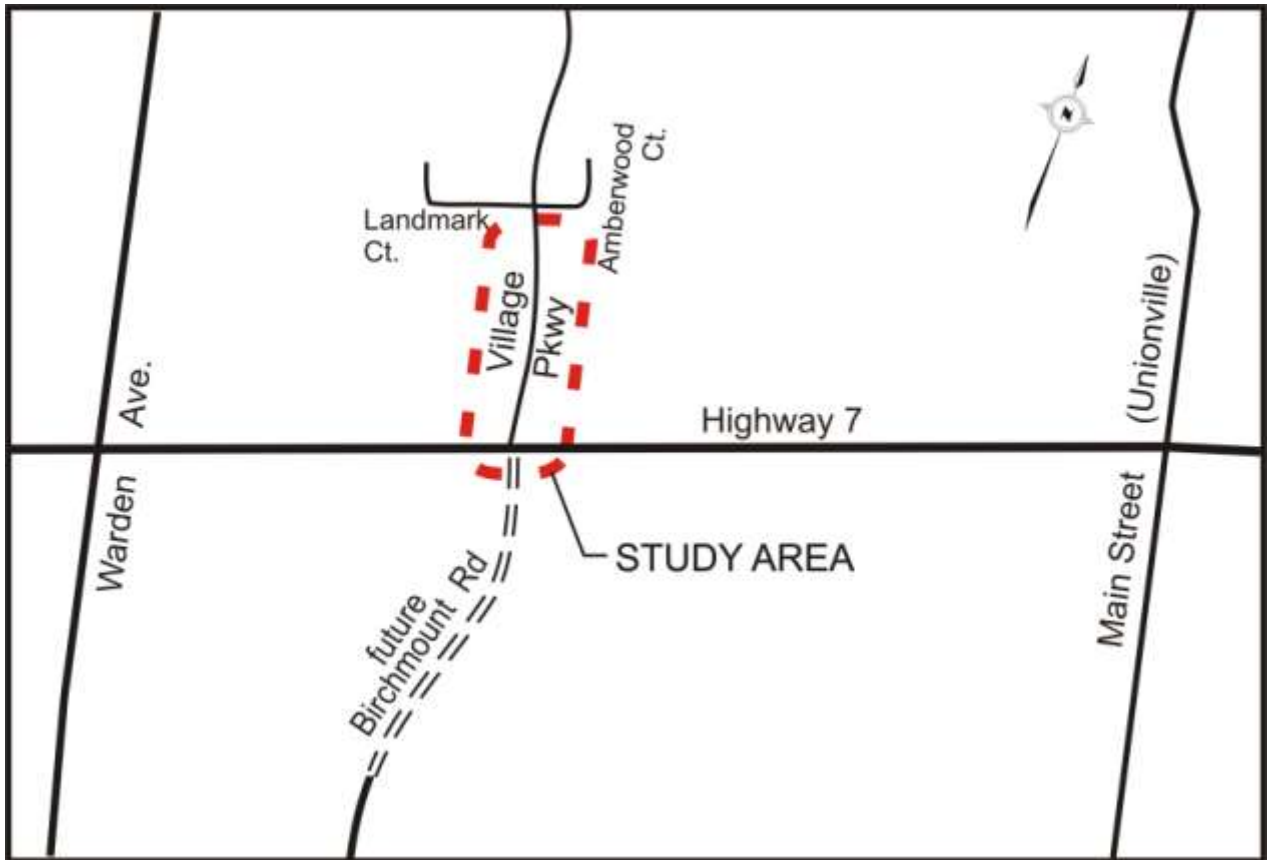 Landmark
Ct.
Amberwood
Ct.
Village
Pkwy
Warden
Ave.
Highway 7
Main Street
(Unionville)
STUDY AREA
future
Birchmount Rd